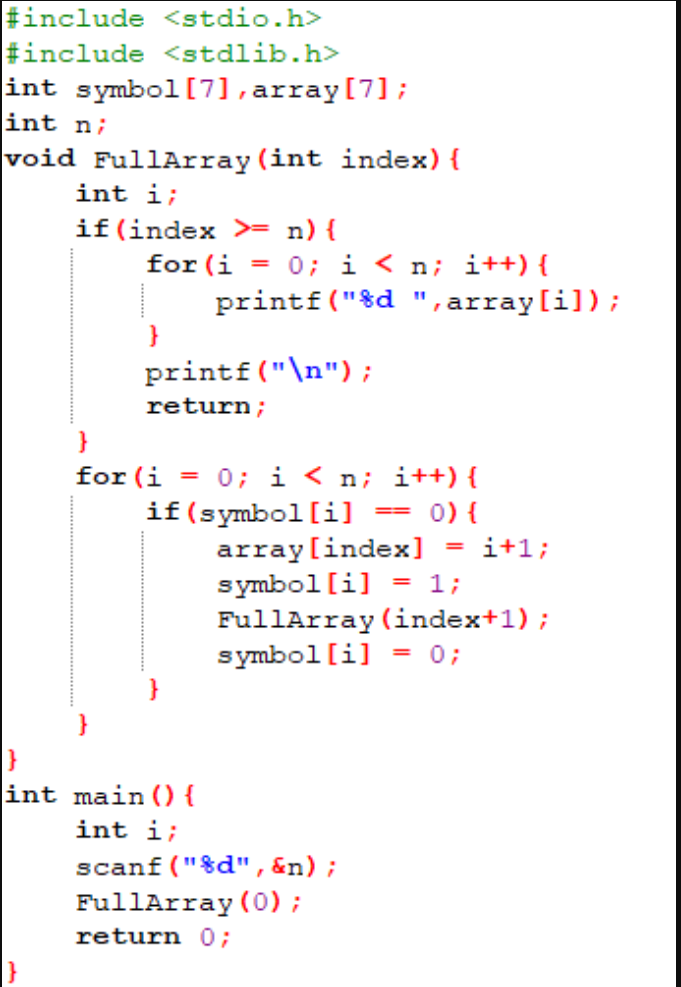 #include <stdio.h>
#include <stdlib.h>
int symbol[7],array[7];
int n;
void FullArray(int index){
    int i;
    if(index >= n){
        for(i = 0; i < n; i++){
            printf("%d ",array[i]);
        }
        printf("\n");
        return;
    }
    for(i = 0; i < n; i++){
        if(symbol[i] == 0){
            array[index] = i+1;
            symbol[i] = 1;
            FullArray(index+1);
            symbol[i] = 0;
        }
    }
}
int main(){
    int i;
    scanf("%d",&n);
    FullArray(0);
    return 0;
}